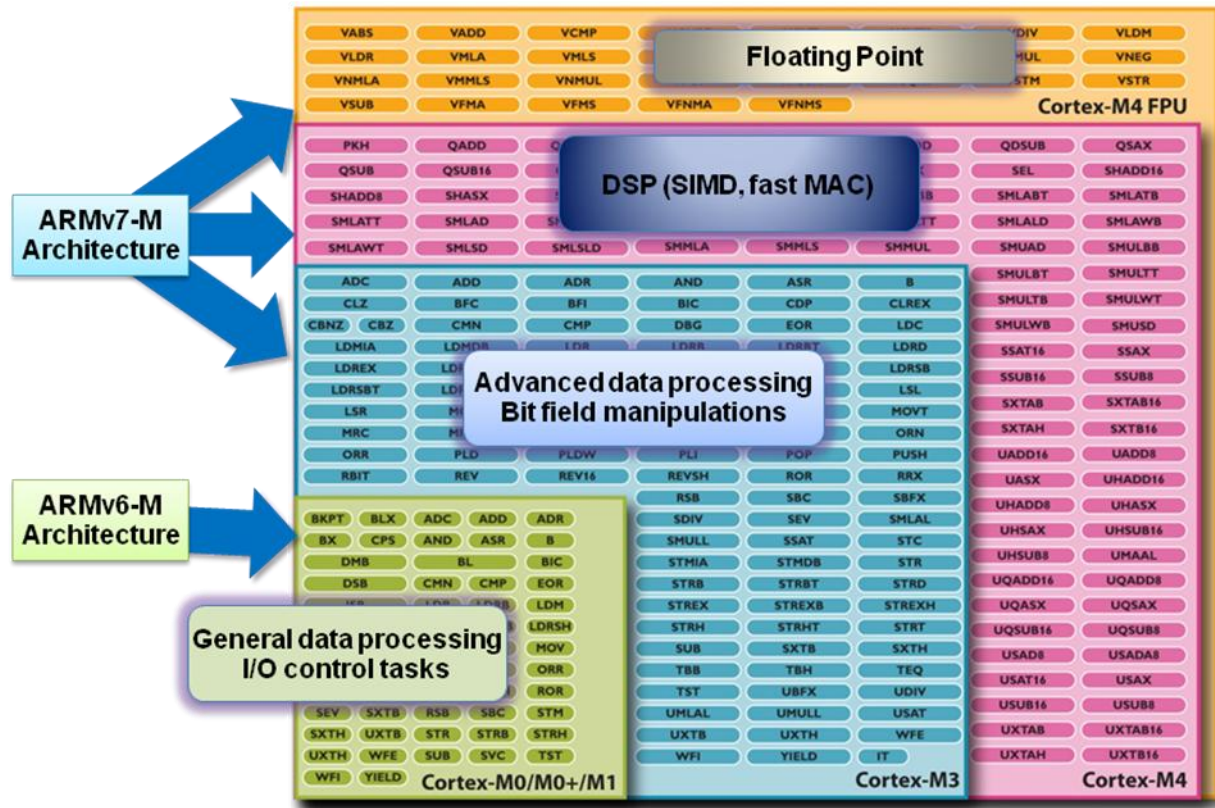 VABS VADD VCMP VDIV VLDM
VLDR VMLA VMLS VNEG
Floating Point
VNMLA VMMLS VNMUL VSTR
VSUB VFMA VFMS VFNMA VFNMS
Cortex-M4 FPU
PKH QADD QDSUB QSAX
QSUB QSUB16 SEL SHADD16
DSP (SIMD, fast MAC)
SHADD8 SHASX SMLABT SMLATB
SMLATT SMLAD SMLALD SMLAWB
SMLAWT SMLSD SMLSLD SMMLA SMMLS SMMUL SMUAD SMULBB
ARMv7-M
Architecture
ADC ADD ADR AND ASR B SMULBT SMULTT
CLZ BFC BFI BIC CDP CLREX SMULTB SMULWT
CBNZ CBZ CMN CMP DBG EOR LDC SMULWB SMUSD
LDMIA LDMDB LDB LDRB LDRBT LDRD SSAT16 SSAX
LDREX LDRSB SSUB16 SSUB8
LDRSBT LSL SXTAB SXTAB16
Advanced data processing
Bit field manipulations
LSR MOVT SXTAH SXTB16
MRC ORN
ORR PLD PLDW PLI POP PUSH UADD16 UADD8
RBIT REV REV16 REVSH ROR RRX UASX UHADD16
RSB SBC SBFX UHADD8 UHASX
ARMv6-M
Architecture
BKPT BLX ADC ADD ADR SDIV SEV SMLAL UHSAX UHSUB16
BX CPS AND ASR B SMULL SSAT STC UHSUB8 UMAAL
DMB BL BIC STMIA STMDB STR UQADD16 UQADD8
DSB CMN CMP EOR STRB STRBT STRD UQASX UQSAX
LDM STREX STREXB STREXH
LDRSH STRH STRHT STRT UQSUB16 UQSUB8
General data processing
I/O control tasks
MOV SUB SXTB SXTH USAD8 USADA8
ORR TBB TBH TEQ USAT16 USAX
ROR TST UBFX UDIV USUB16 USUB8
SEV SXTB RSB SBC STM UMLAL UMULL USAT UXTAB UXTAB16
SXTH UXTB STR STRB STRH UXTB UXTH WFE UXTAH UXTB16
UXTH WFE SUB SVC TST WFI YIELD IT
WFI YIELD
Cortex-M0/M0+/M1
Cortex-M3
Cortex-M4